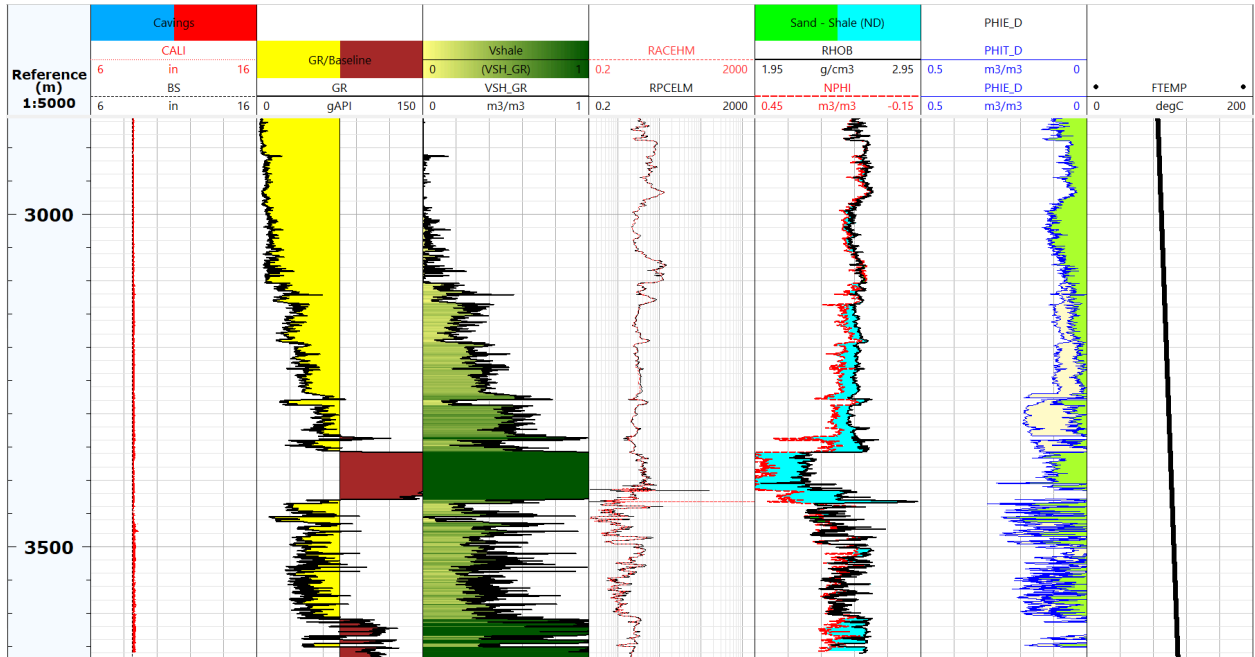 Cavings
CALI
6 in 16
BS
6 in 16
GR/Baseline
GR
0 gAPI 150
Vshale
0 (VSH_GR) 1
VSH_GR
0 m3/m3 1
RACEHM
0.2 2000
RPCELM
0.2 2000
Sand - Shale (ND)
RHOB
1.95 g/cm3 2.95
NPHI
0.45 m3/m3 -0.15
PHIE_D
PHIT_D
0.5 m3/m3 0
PHIE_D
0.5 m3/m3 0
FTEMP
0 degC 200
Reference
(m)
1:5000
3000
3500